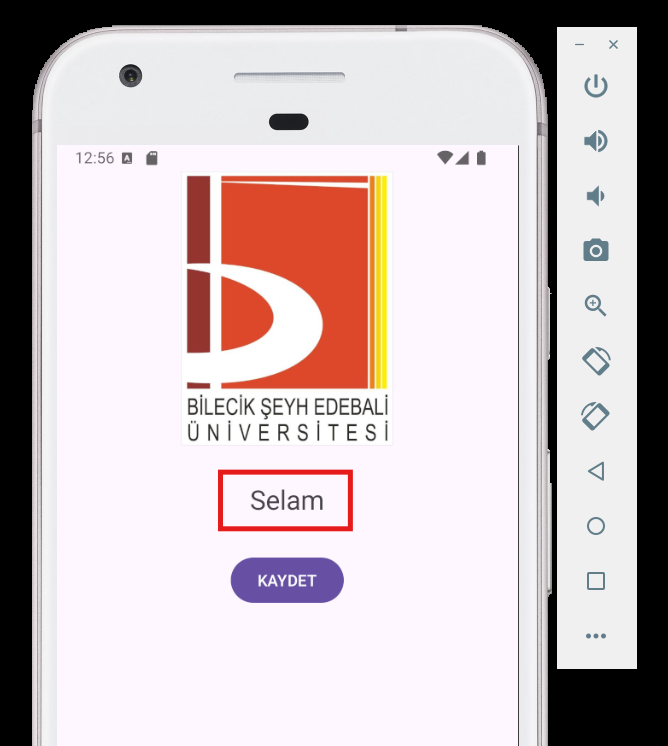 12:56
BİLECİK ŞEYH EDEBALİ
ÜNİVERSİTESİ
Selam
KAYDET